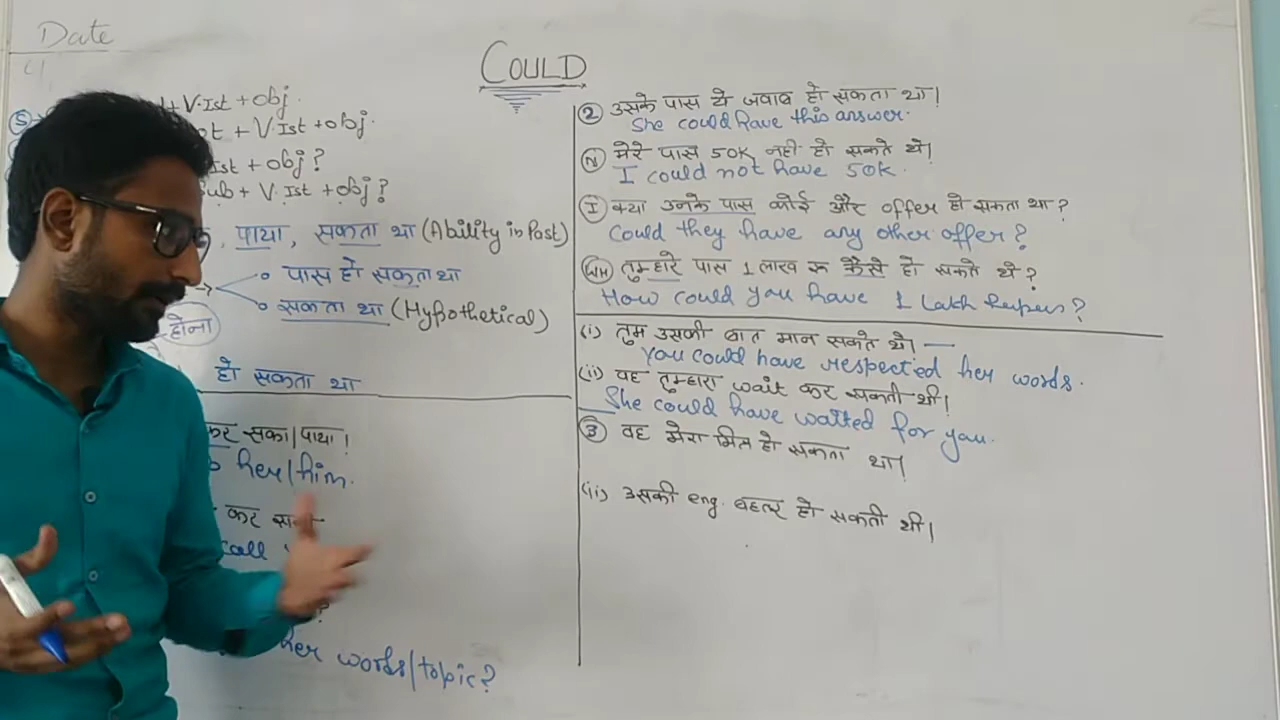 Date
COULD
+ V.Ist + obj.
ot + V.Ist + obj.
Ist + obj?
Sub + V.Ist + obj?
पाया, सकता था (Ability in Past)
→ ० पास हो सकता था
० सकता था (Hypothetical)
होना
हो सकता था
कर सका|पाया!
her|him.
कर
call
?
her words/topic?
② उसके पास ये जवाब हो सकता था|
She could have this answer.
Ⓝ मेरे पास 50K नहीं हो सकते थे|
I could not have 50K.
Ⓘ क्या उनके पास कोई और offer हो सकता था?
Could they have any other offer?
WH तुम्हारे पास 1 लाख रू कैसे हो सकते थे?
How could you have 1 Lakh
(i) तुम उसकी बात मान सकते थे| —
You could have respected her words.
(ii) वह तुम्हारा wait कर सकती थी|
She could have waited for you.
③ वह मेरा मित्र हो सकता था|
(ii) उसकी eng. बेहतर हो सकती थी|